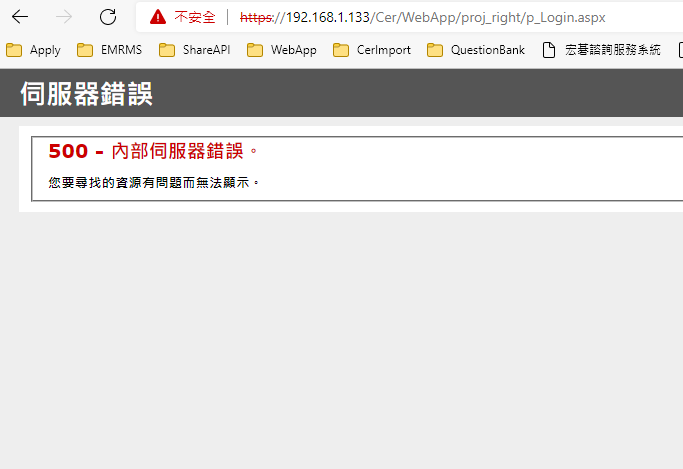 不安全 | https://192.168.1.133/Cer/WebApp/proj_right/p_Login.aspx
Apply EMRMS ShareAPI WebApp CerImport QuestionBank 宏碁諮詢服務系統
伺服器錯誤
500 - 內部伺服器錯誤。
您要尋找的資源有問題而無法顯示。